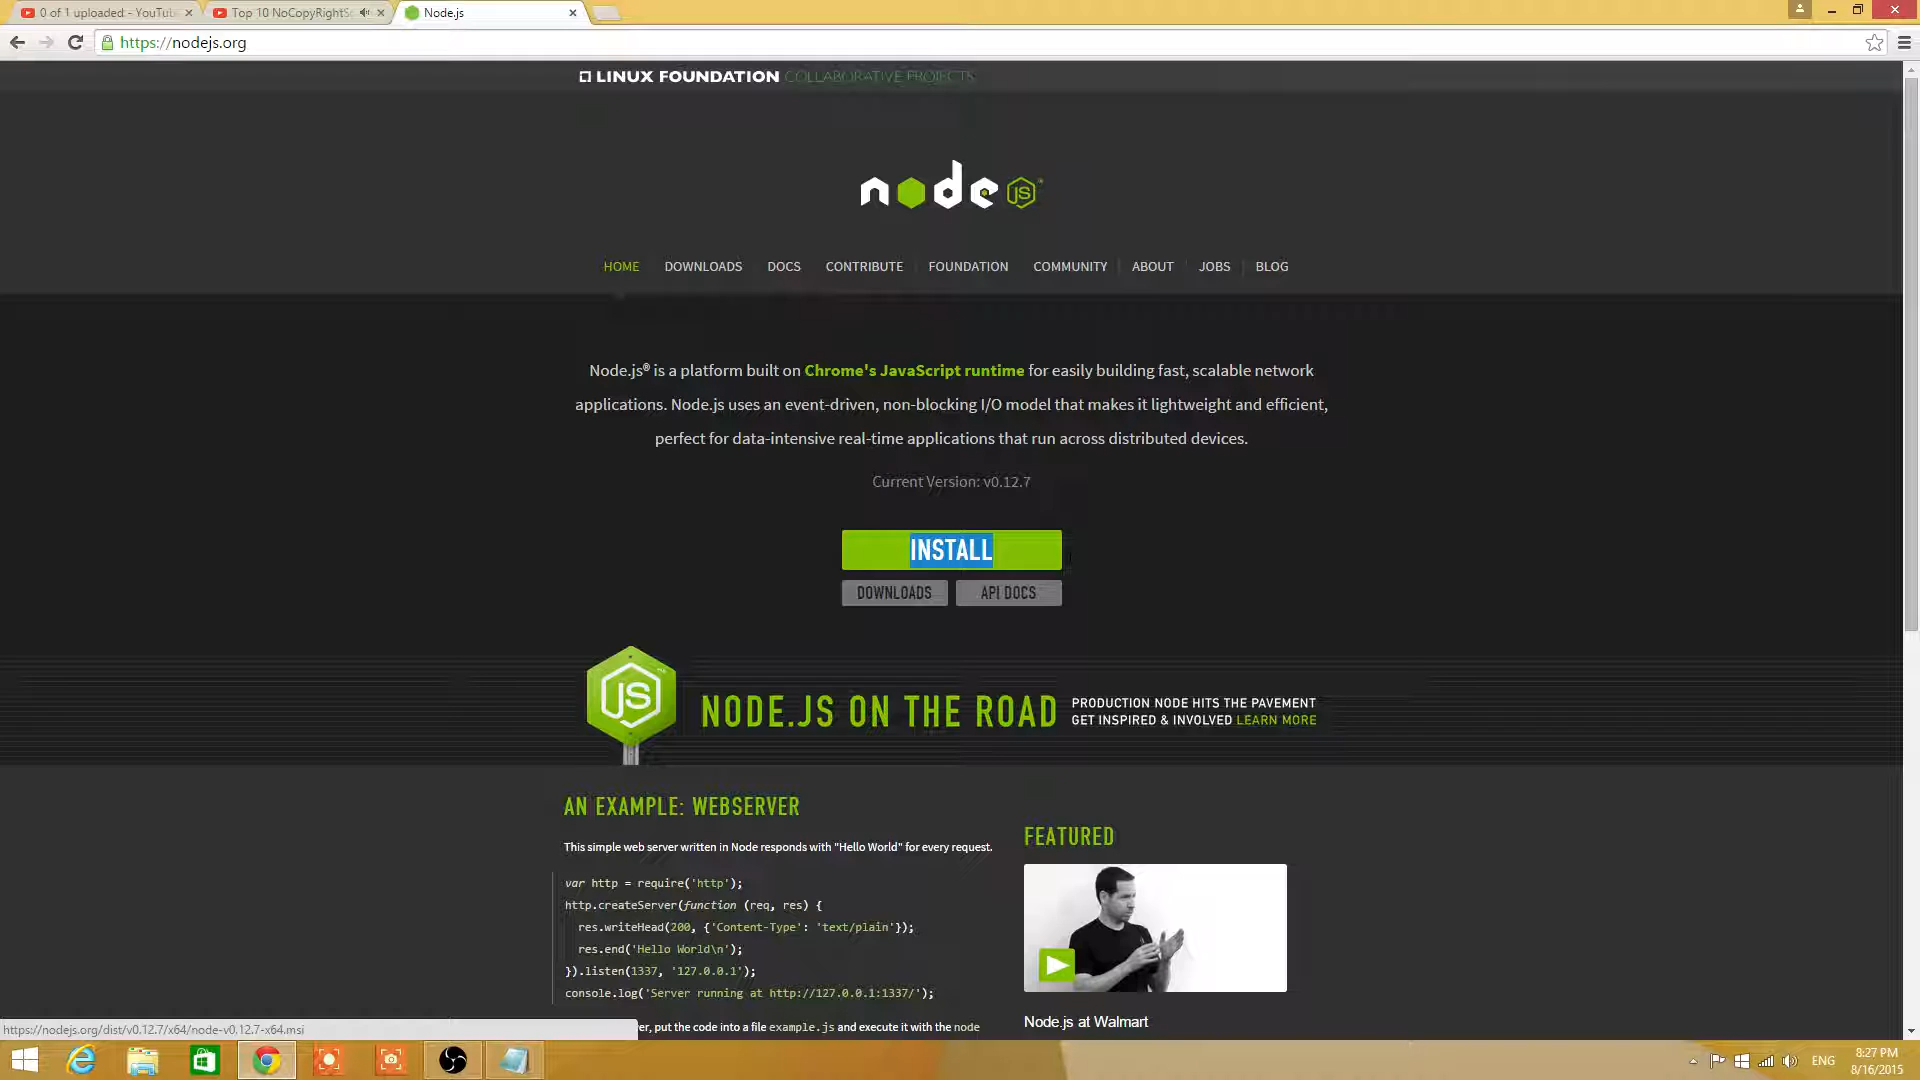 0 of 1 uploaded - YouTub
Top 10 NoCopyRightS
Node.js
https://nodejs.org
LINUX FOUNDATION COLLABORATIVE PROJECTS
node JS
HOME DOWNLOADS DOCS CONTRIBUTE FOUNDATION COMMUNITY ABOUT JOBS BLOG
Node.js® is a platform built on Chrome's JavaScript runtime for easily building fast, scalable network
applications. Node.js uses an event-driven, non-blocking I/O model that makes it lightweight and efficient,
perfect for data-intensive real-time applications that run across distributed devices.
Current Version: v0.12.7
INSTALL
DOWNLOADS API DOCS
JS
NODE.JS ON THE ROAD
PRODUCTION NODE HITS THE PAVEMENT
GET INSPIRED & INVOLVED LEARN MORE
AN EXAMPLE: WEBSERVER
This simple web server written in Node responds with "Hello World" for every request.
var http = require('http');
http.createServer(function (req, res) {
  res.writeHead(200, {'Content-Type': 'text/plain'});
  res.end('Hello World\n');
}).listen(1337, '127.0.0.1');
console.log('Server running at http://127.0.0.1:1337/');
er, put the code into a file example.js and execute it with the node
FEATURED
Node.js at Walmart
https://nodejs.org/dist/v0.12.7/x64/node-v0.12.7-x64.msi
ENG
8:27 PM
8/16/2015